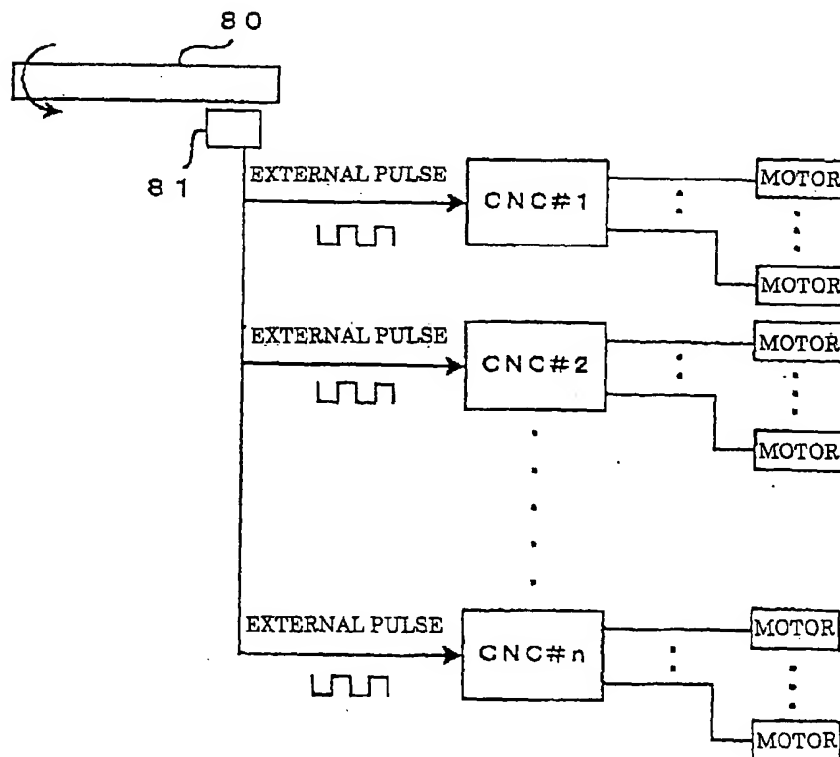 80
81
EXTERNAL PULSE
CNC#1
MOTOR
MOTOR
EXTERNAL PULSE
CNC#2
MOTOR
MOTOR
EXTERNAL PULSE
CNC#n
MOTOR
MOTOR